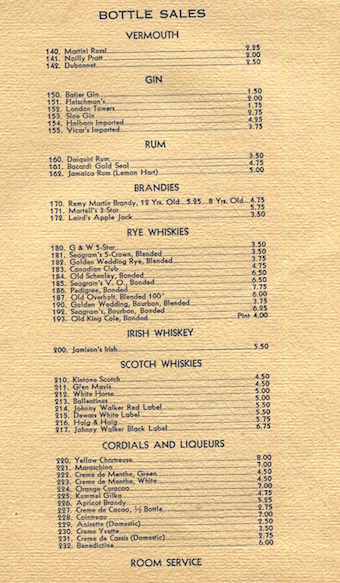 BOTTLE SALES
VERMOUTH
140. Martini Rossi 2.25
141. Noilly Pratt 2.00
142. Dubonnet 2.50
GIN
150. Batjer Gin 1.50
151. Fleischman's 2.00
152. London Towers 1.75
153. Sloe Gin 2.75
154. Holborn Imported 4.25
155. Vicar's Imported 3.75
RUM
160. Daiquiri Rum 3.50
161. Bacardi Gold Seal 4.75
162. Jamaica Rum (Lemon Hart) 5.00
BRANDIES
170. Remy Martin Brandy, 12 Yrs. Old 5.25 8 Yrs. Old 4.75
171. Martell's 3-Star 5.75
172. Laird's Apple Jack 3.50
RYE WHISKIES
180. G & W 5-Star 3.50
181. Seagram's 5-Crown, Blended 3.50
182. Golden Wedding Rye, Blended 3.75
183. Canadian Club 4.75
184. Old Schenley, Bonded 6.50
185. Seagram's V. O., Bonded 6.50
186. Pedigree, Bonded 7.25
187. Old Overholt, Blended 100° 6.00
190. Golden Wedding, Bourbon, Blended 3.75
192. Seagram's, Bourbon, Bonded 6.25
193. Old King Cole, Bonded Pint 4.00
IRISH WHISKEY
200. Jamison's Irish 5.50
SCOTCH WHISKIES
210. Kintone Scotch 4.50
211. Glen Mavis 4.50
212. White Horse 5.00
213. Ballantines 5.00
214. Johnny Walker Red Label 5.50
215. Dewars White Label 5.50
216. Haig & Haig 5.75
217. Johnny Walker Black Label 6.75
CORDIALS AND LIQUEURS
220. Yellow Chartreuse 8.00
221. Maraschino 7.00
222. Creme de Menthe, Green 4.50
223. Creme de Menthe, White 4.50
224. Orange Curacao 7.00
225. Kummel Gilka 4.75
226. Apricot Brandy 5.25
227. Creme de Cacao, ½ Bottle 2.75
228. Cointreau 7.00
229. Anisette (Domestic) 2.50
230. Creme Yvette 3.50
231. Creme de Cassis (Domestic) 2.75
232. Benedictine 6.00
ROOM SERVICE